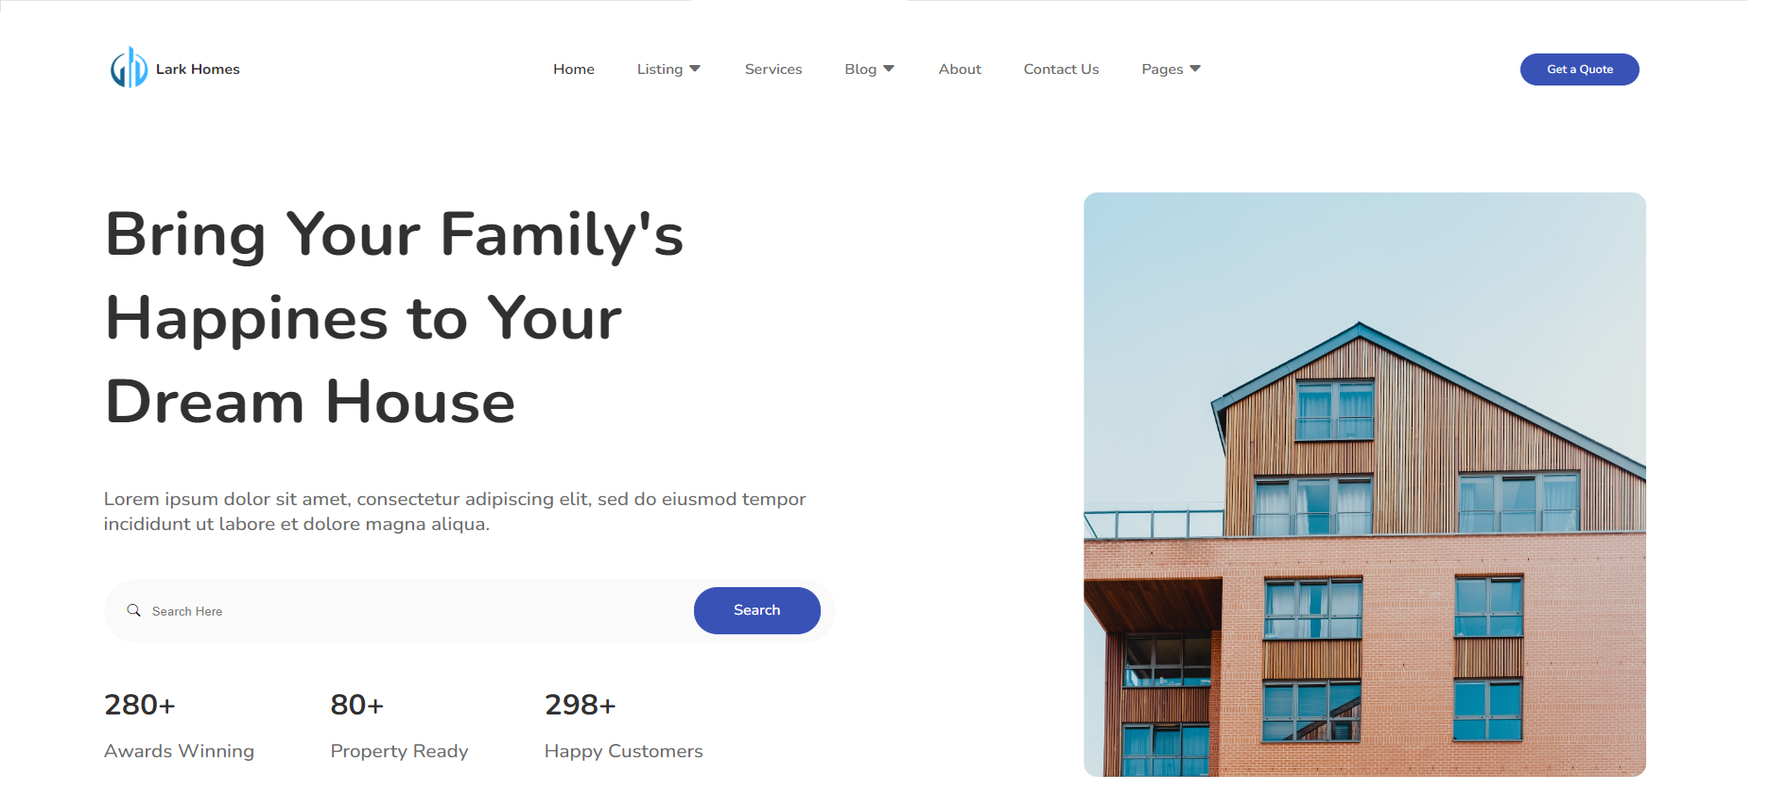 Lark Homes
Home Listing Services Blog About Contact Us Pages
Get a Quote
Bring Your Family's
Happines to Your
Dream House
Lorem ipsum dolor sit amet, consectetur adipiscing elit, sed do eiusmod tempor
incididunt ut labore et dolore magna aliqua.
Search Here
Search
280+ 80+ 298+
Awards Winning Property Ready Happy Customers